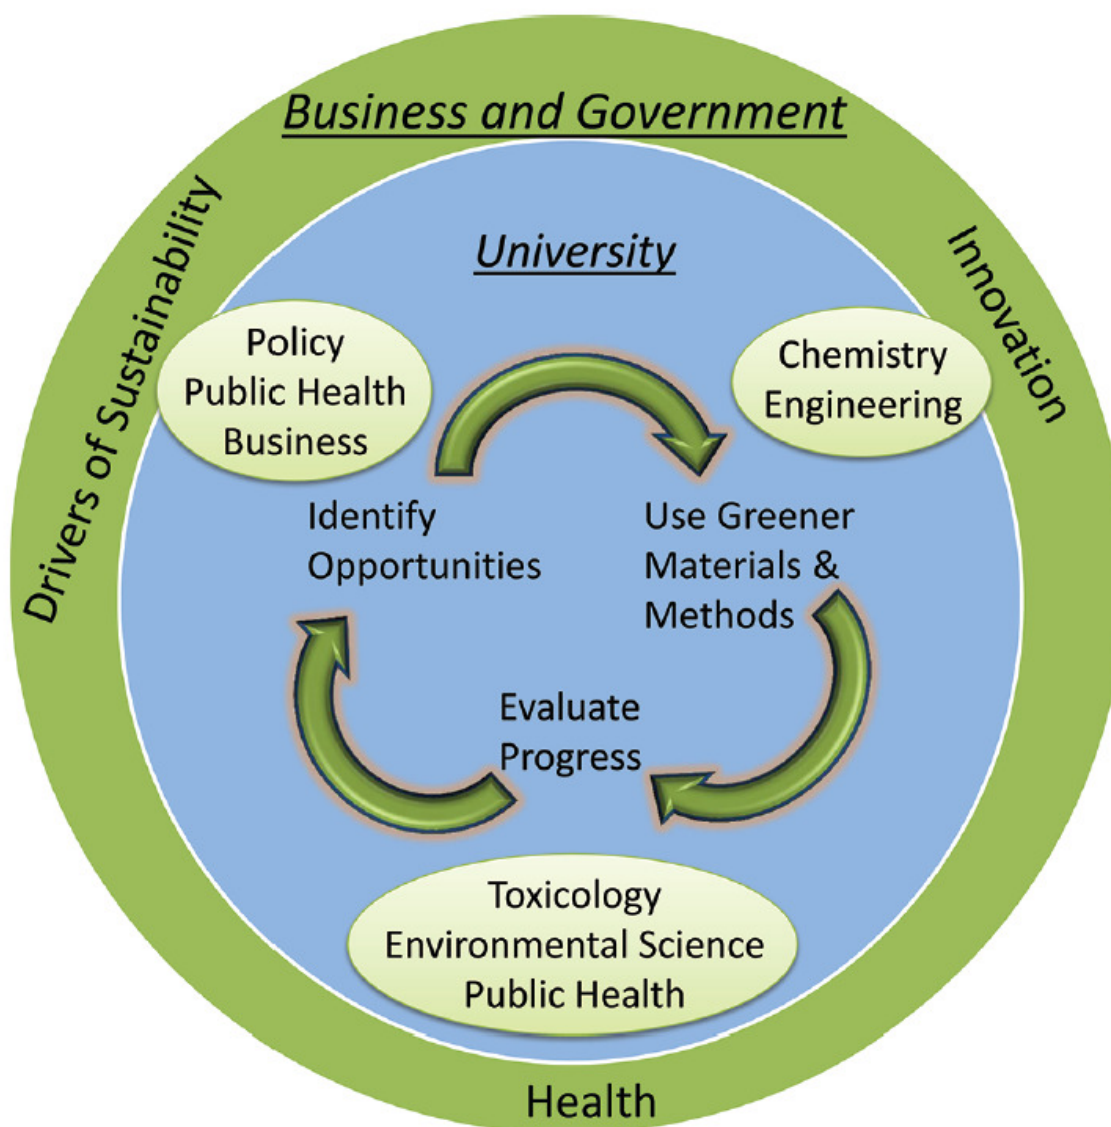 Business and Government
Drivers of Sustainability
Innovation
University
Policy
Public Health
Business
Chemistry
Engineering
Identify
Opportunities
Use Greener
Materials &
Methods
Evaluate
Progress
Toxicology
Environmental Science
Public Health
Health